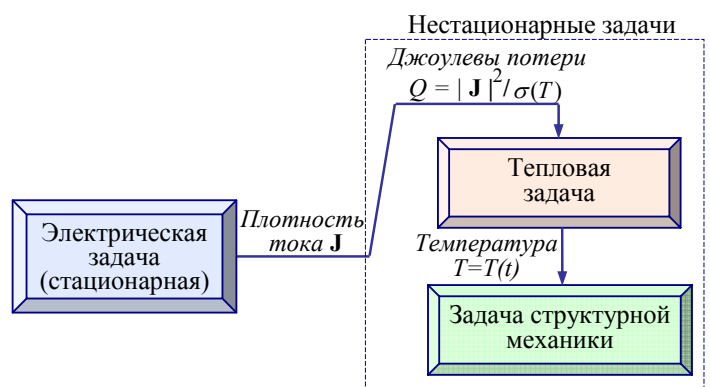 Нестационарные задачи
Джоулевы потери
Q = | J |²/ σ(T)
Тепловая
задача
Плотность
тока J
Электрическая
задача
(стационарная)
Температура
T=T(t)
Задача структурной
механики